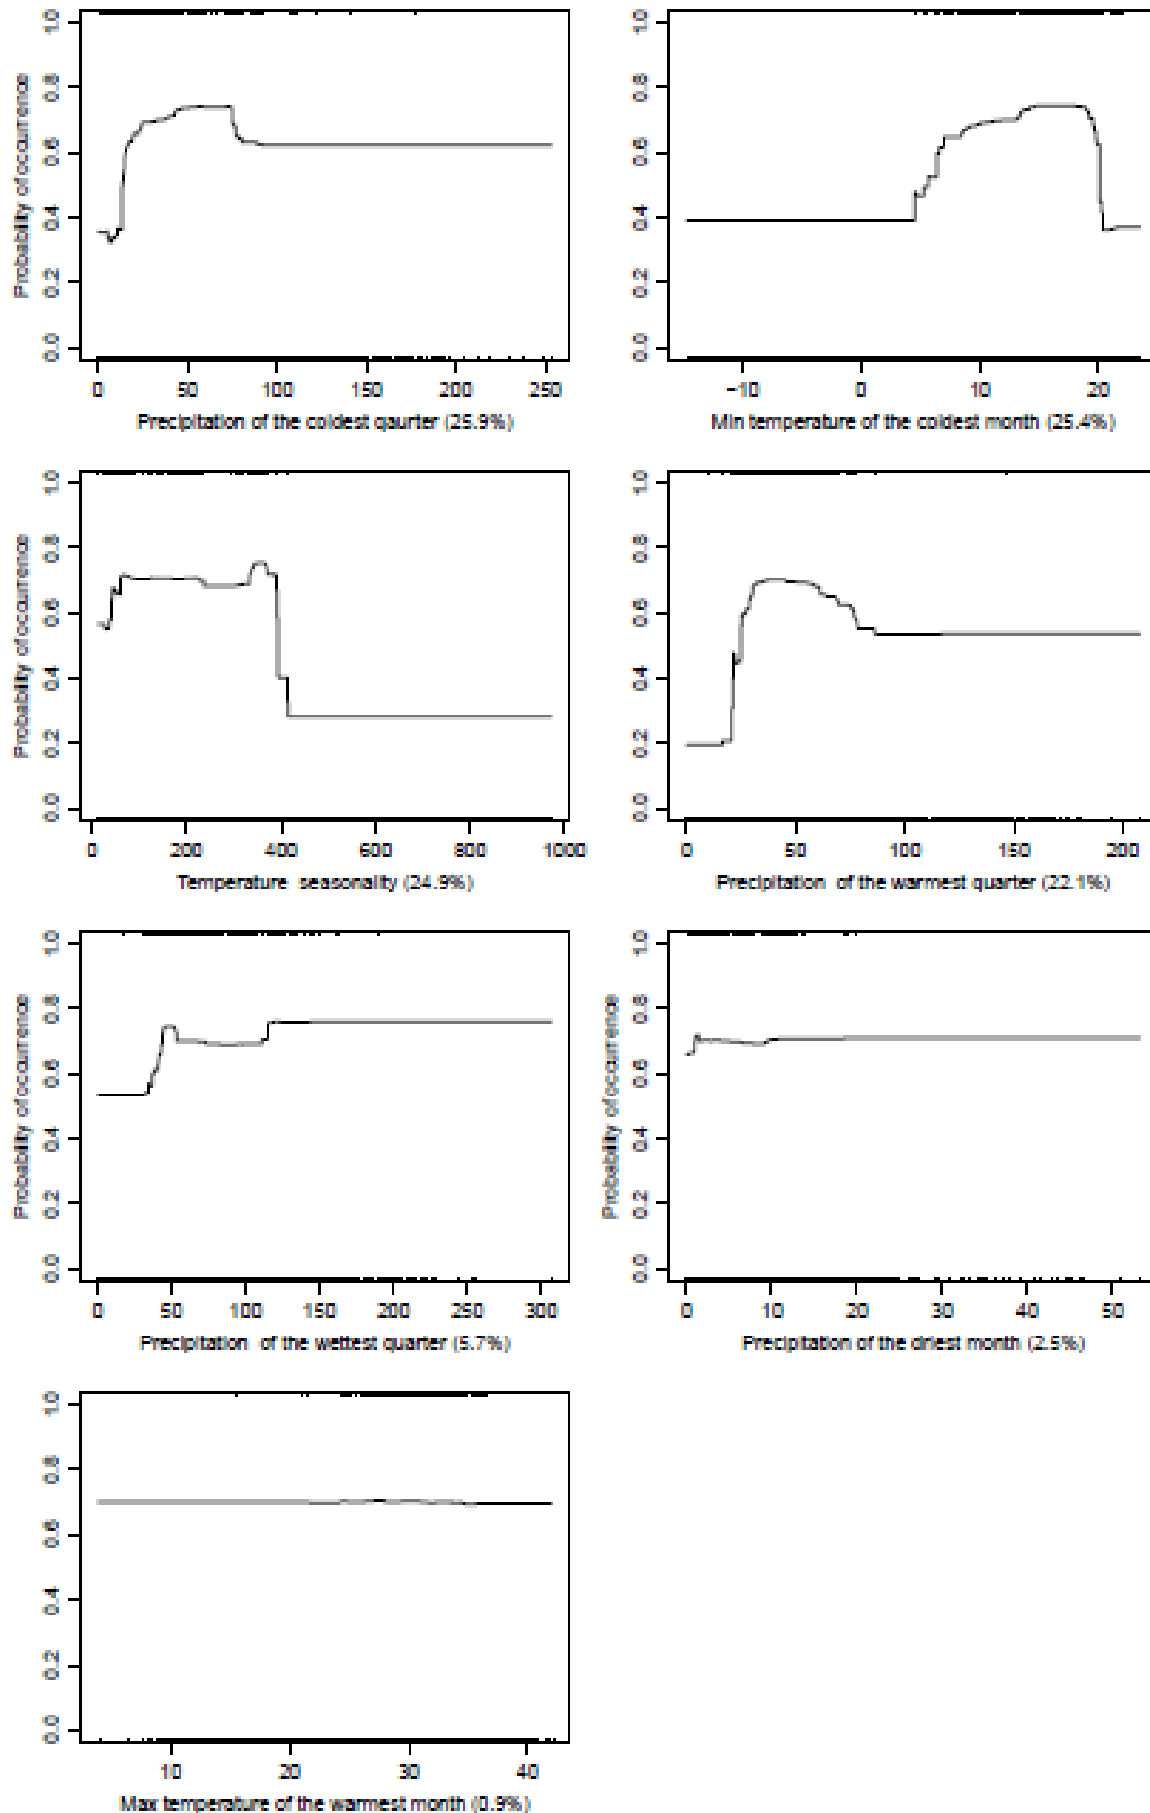 Probability of occurrence
1.0
0.8
0.6
0.4
0.2
0.0
0 50 100 150 200 250
Precipitation of the coldest qaurter (25.9%)
1.0
0.8
0.6
0.4
0.2
0.0
−10 0 10 20
Min temperature of the coldest month (25.4%)
Probability of occurrence
1.0
0.8
0.6
0.4
0.2
0.0
0 200 400 600 800 1000
Temperature seasonality (24.9%)
1.0
0.8
0.6
0.4
0.2
0.0
0 50 100 150 200
Precipitation of the warmest quarter (22.1%)
Probability of occurrence
1.0
0.8
0.6
0.4
0.2
0.0
0 50 100 150 200 250 300
Precipitation of the wettest quarter (5.7%)
Probability of occurrence
1.0
0.8
0.6
0.4
0.2
0.0
0 10 20 30 40 50
Precipitation of the driest month (2.5%)
1.0
0.8
0.6
0.4
0.2
0.0
10 20 30 40
Max temperature of the warmest month (0.9%)